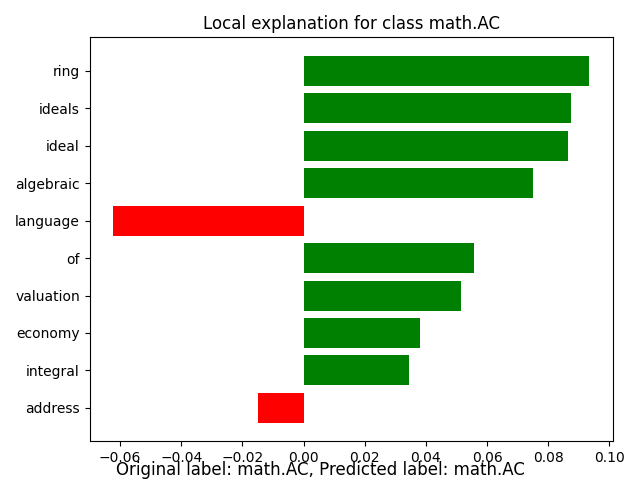 Local explanation for class math.AC
ring
ideals
ideal
algebraic
language
of
valuation
economy
integral
address
−0.06 −0.04 −0.02 0.00 0.02 0.04 0.06 0.08 0.10
Original label: math.AC, Predicted label: math.AC